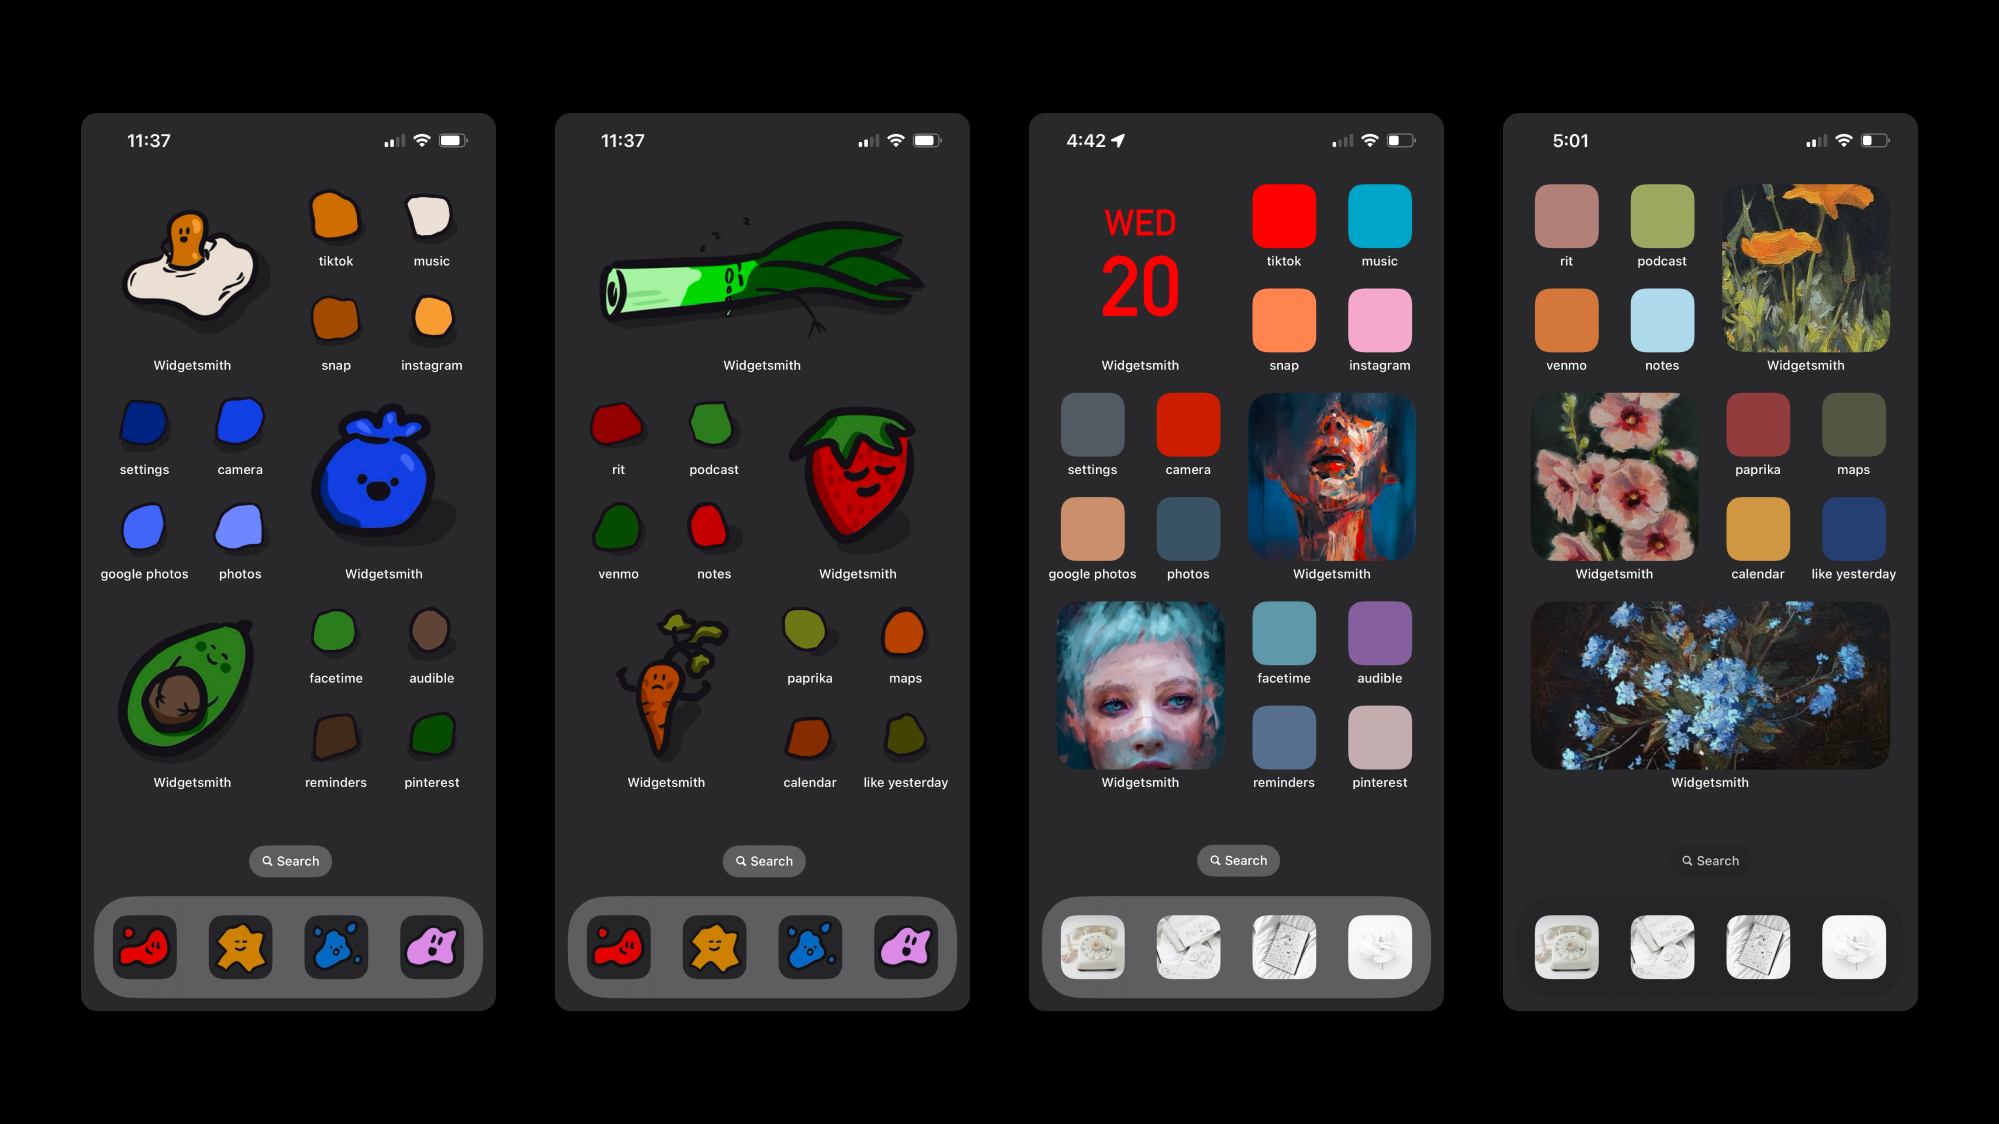 11:37
tiktok music
snap instagram
Widgetsmith
settings camera
google photos photos
Widgetsmith
facetime audible
Widgetsmith
reminders pinterest
Search
11:37
Widgetsmith
rit podcast
venmo notes
Widgetsmith
paprika maps
Widgetsmith
calendar like yesterday
Search
4:42
WED
20
tiktok music
Widgetsmith
snap instagram
settings camera
google photos photos
Widgetsmith
facetime audible
Widgetsmith
reminders pinterest
Search
5:01
rit podcast
venmo notes
Widgetsmith
paprika maps
Widgetsmith
calendar like yesterday
Widgetsmith
Search